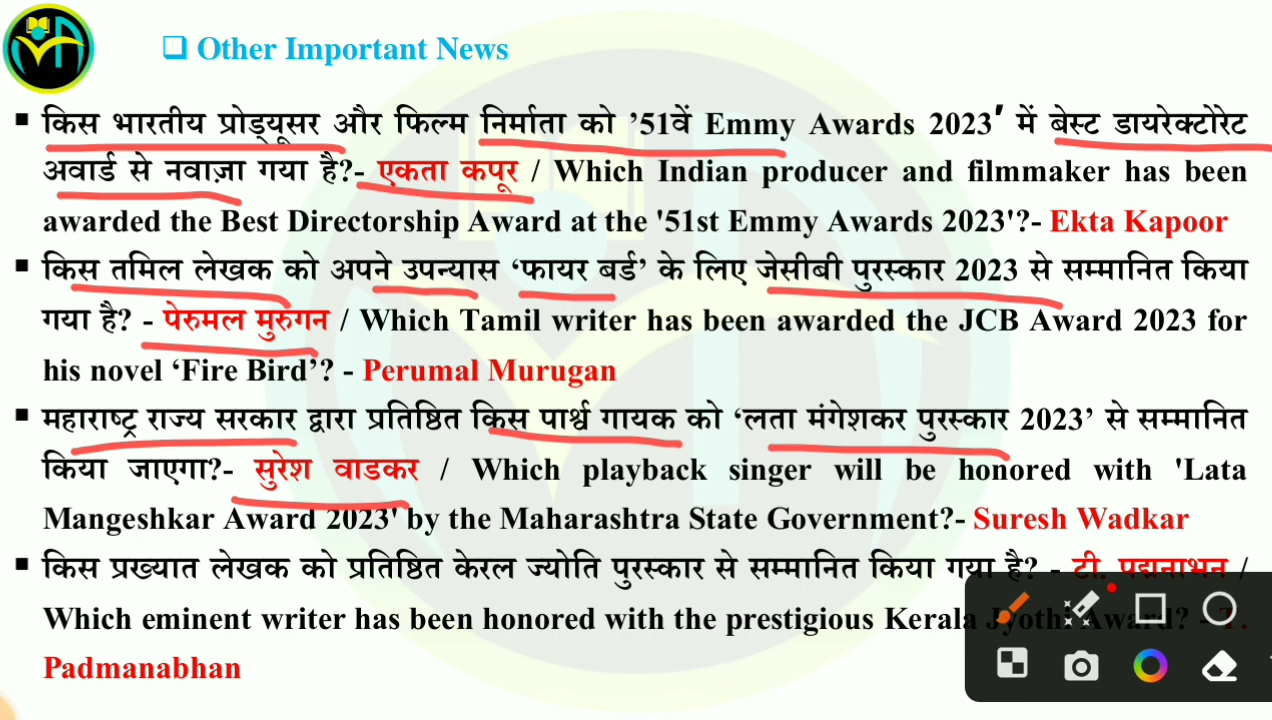 Other Important News
किस भारतीय प्रोड्यूसर और फिल्म निर्माता को ’51वें Emmy Awards 2023′ में बेस्ट डायरेक्टोरेट
अवार्ड से नवाज़ा गया है?- एकता कपूर / Which Indian producer and filmmaker has been
awarded the Best Directorship Award at the '51st Emmy Awards 2023'?- Ekta Kapoor
किस तमिल लेखक को अपने उपन्यास ‘फायर बर्ड’ के लिए जेसीबी पुरस्कार 2023 से सम्मानित किया
गया है? - पेरुमल मुरुगन / Which Tamil writer has been awarded the JCB Award 2023 for
his novel ‘Fire Bird’? - Perumal Murugan
महाराष्ट्र राज्य सरकार द्वारा प्रतिष्ठित किस पार्श्व गायक को ‘लता मंगेशकर पुरस्कार 2023’ से सम्मानित
किया जाएगा?- सुरेश वाडकर / Which playback singer will be honored with 'Lata
Mangeshkar Award 2023' by the Maharashtra State Government?- Suresh Wadkar
किस प्रख्यात लेखक को प्रतिष्ठित केरल ज्योति पुरस्कार से सम्मानित किया गया है? - टी. पद्मनाभन /
Which eminent writer has been honored with the prestigious Kerala Jyothi Award? - T.
Padmanabhan